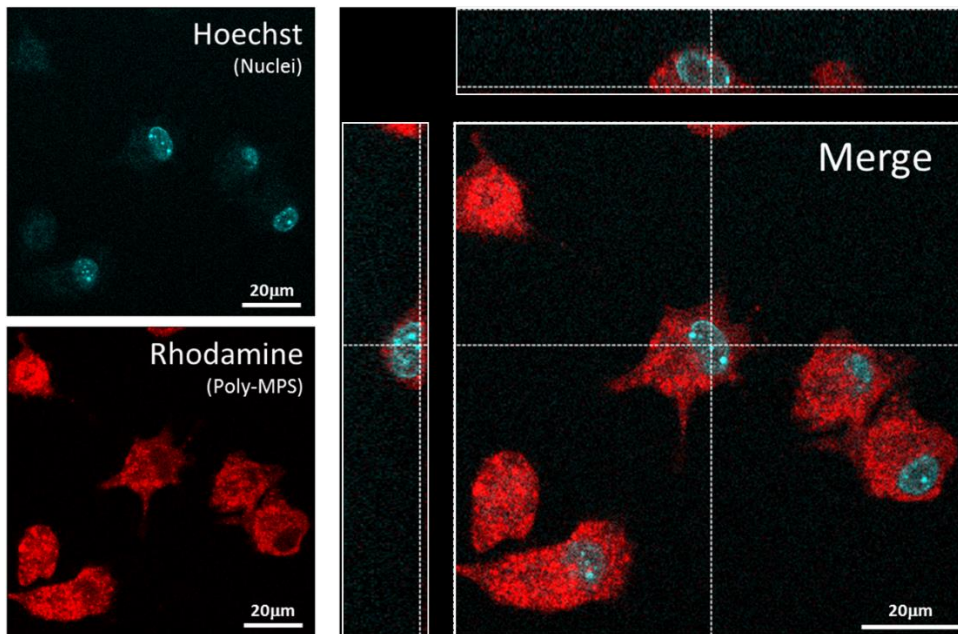 Hoechst
(Nuclei)
20µm
Rhodamine
(Poly-MPS)
20µm
Merge
20µm